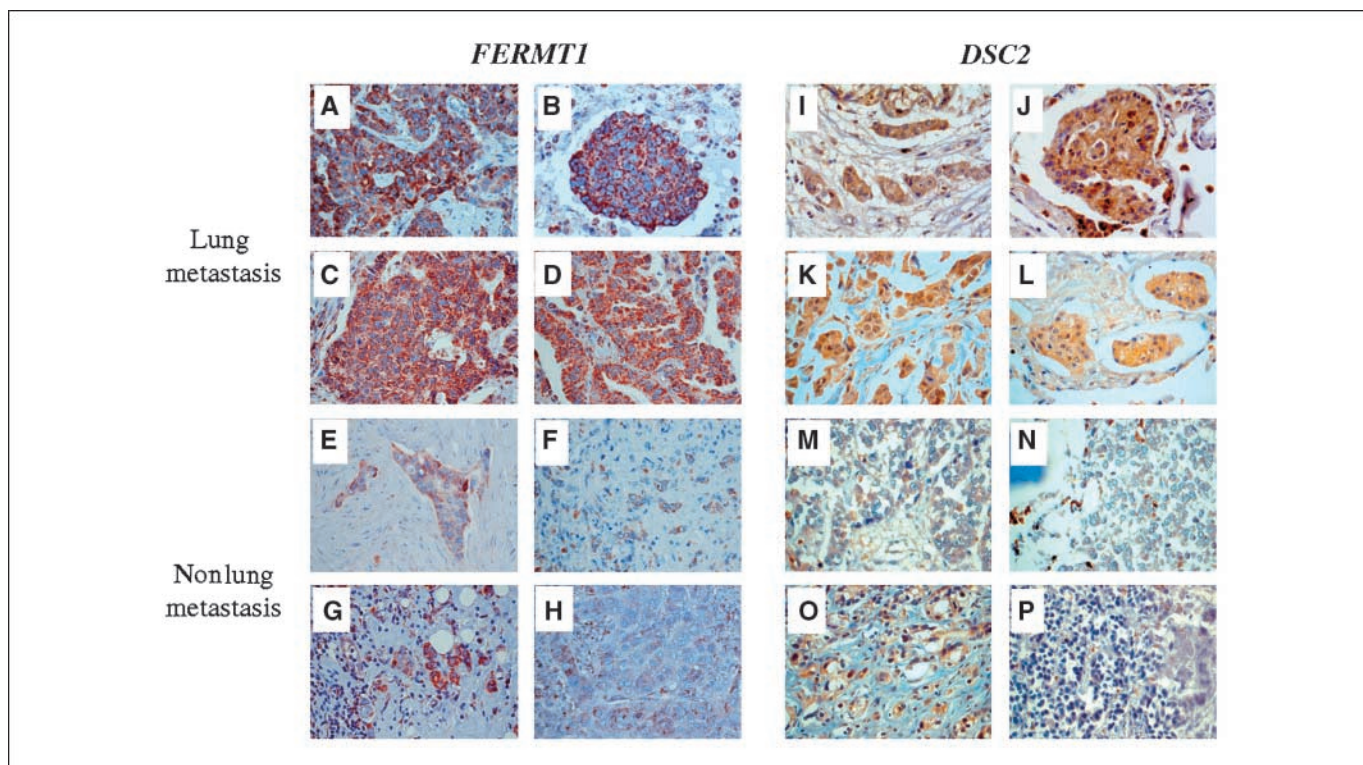 FERMT1 DSC2
A B I J
Lung
metastasis
C D K L
E F M N
Nonlung
metastasis
G H O P